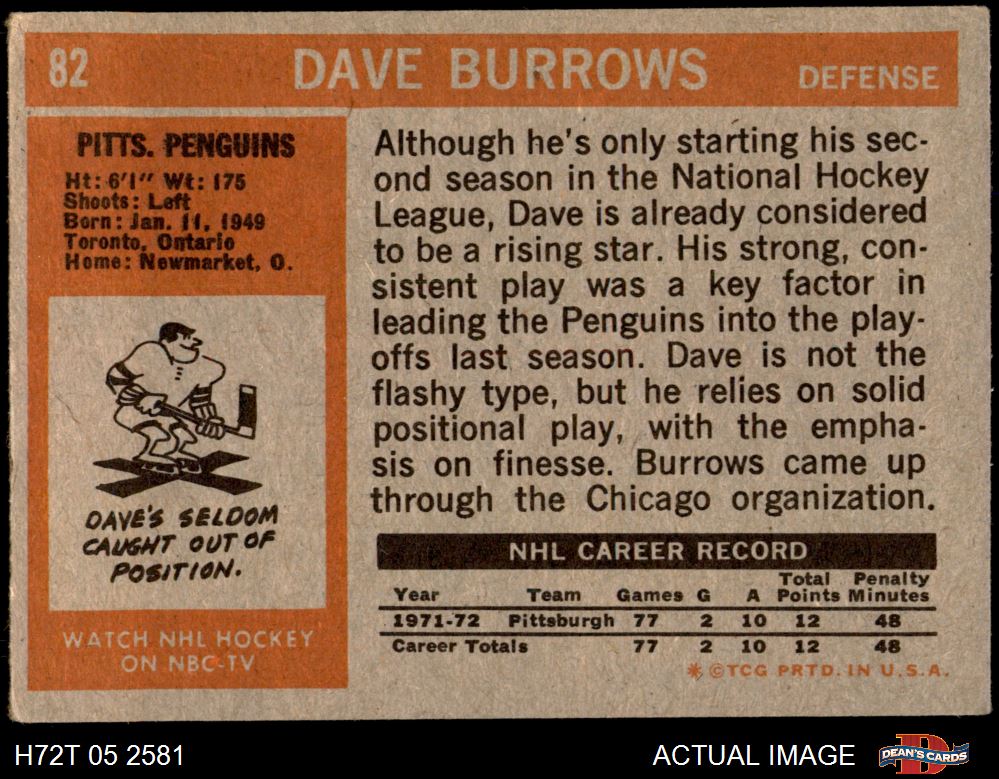 82 DAVE BURROWS DEFENSE
PITTS. PENGUINS
Ht: 6'1" Wt: 175
Shoots: Left
Born: Jan. 11, 1949
Toronto, Ontario
Home: Newmarket, O.
DAVE'S SELDOM
CAUGHT OUT OF
POSITION.
WATCH NHL HOCKEY
ON NBC-TV
Although he's only starting his sec-
ond season in the National Hockey
League, Dave is already considered
to be a rising star. His strong, con-
sistent play was a key factor in
leading the Penguins into the play-
offs last season. Dave is not the
flashy type, but he relies on solid
positional play, with the empha-
sis on finesse. Burrows came up
through the Chicago organization.
NHL CAREER RECORD
Year Team Games G A Total Points Penalty Minutes
1971-72 Pittsburgh 77 2 10 12 48
Career Totals 77 2 10 12 48
* © TCG PRTD. IN U.S.A.
H72T 05 2581 ACTUAL IMAGE DEAN'S CARDS